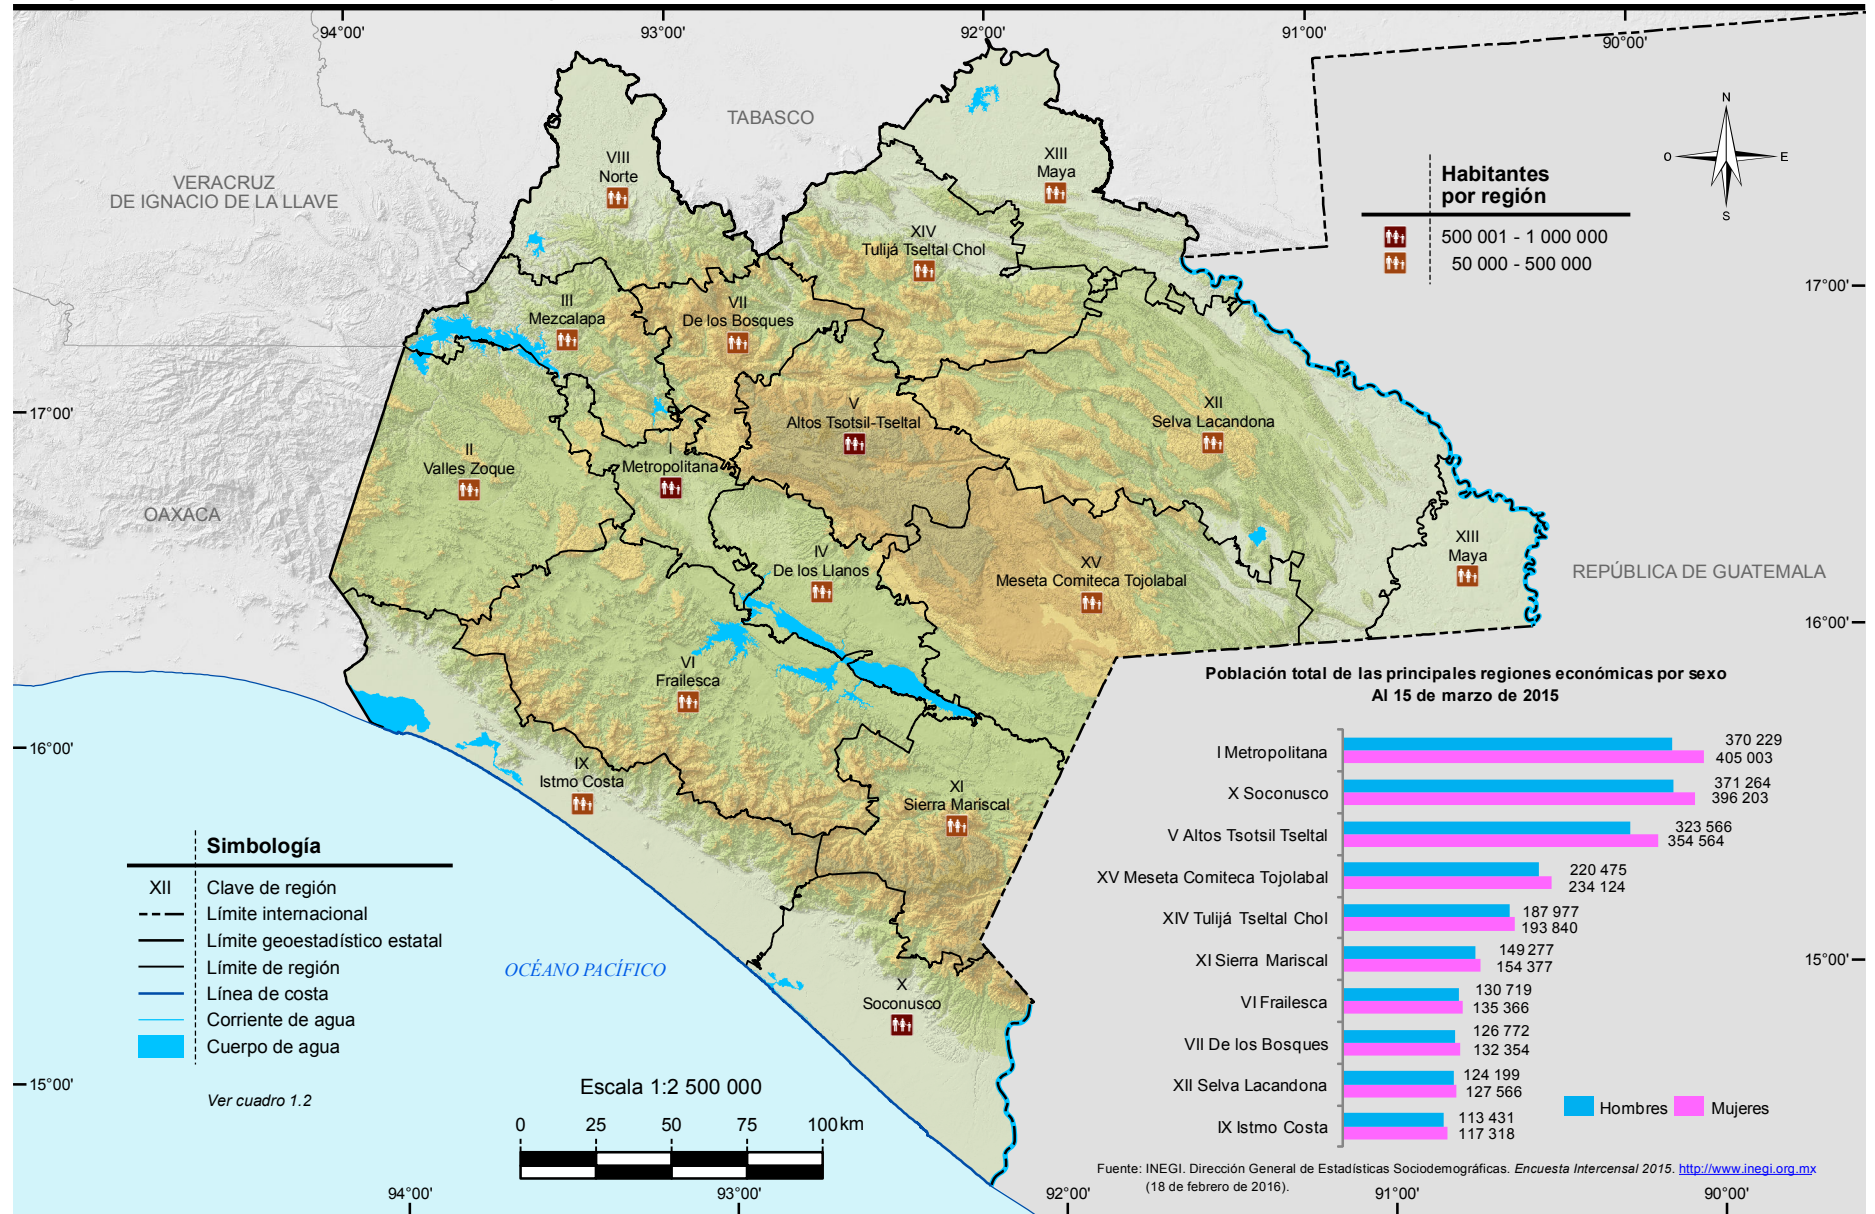 94°00'
93°00'
92°00'
91°00'
90°00'
TABASCO
VERACRUZ
DE IGNACIO DE LA LLAVE
OAXACA
REPÚBLICA DE GUATEMALA
OCÉANO PACÍFICO
N
O
E
S
17°00'
16°00'
15°00'
17°00'
16°00'
15°00'
VIII
Norte
XIII
Maya
XIV
Tulijá Tseltal Chol
III
Mezcalapa
VII
De los Bosques
V
Altos Tsotsil-Tseltal
XII
Selva Lacandona
II
Valles Zoque
I
Metropolitana
IV
De los Llanos
XV
Meseta Comiteca Tojolabal
XIII
Maya
VI
Frailesca
IX
Istmo Costa
XI
Sierra Mariscal
X
Soconusco
Habitantes
por región
500 001 - 1 000 000
50 000 - 500 000
Simbología
XII Clave de región
Límite internacional
Límite geoestadístico estatal
Límite de región
Línea de costa
Corriente de agua
Cuerpo de agua
Ver cuadro 1.2
Escala 1:2 500 000
0 25 50 75 100 km
Población total de las principales regiones económicas por sexo
Al 15 de marzo de 2015
I Metropolitana 370 229
405 003
X Soconusco 371 264
396 203
V Altos Tsotsil Tseltal 323 566
354 564
XV Meseta Comiteca Tojolabal 220 475
234 124
XIV Tulijá Tseltal Chol 187 977
193 840
XI Sierra Mariscal 149 277
154 377
VI Frailesca 130 719
135 366
VII De los Bosques 126 772
132 354
XII Selva Lacandona 124 199
127 566
IX Istmo Costa 113 431
117 318
Hombres Mujeres
Fuente: INEGI. Dirección General de Estadísticas Sociodemográficas. Encuesta Intercensal 2015. http://www.inegi.org.mx
(18 de febrero de 2016).
94°00'
93°00'
92°00'
91°00'
90°00'